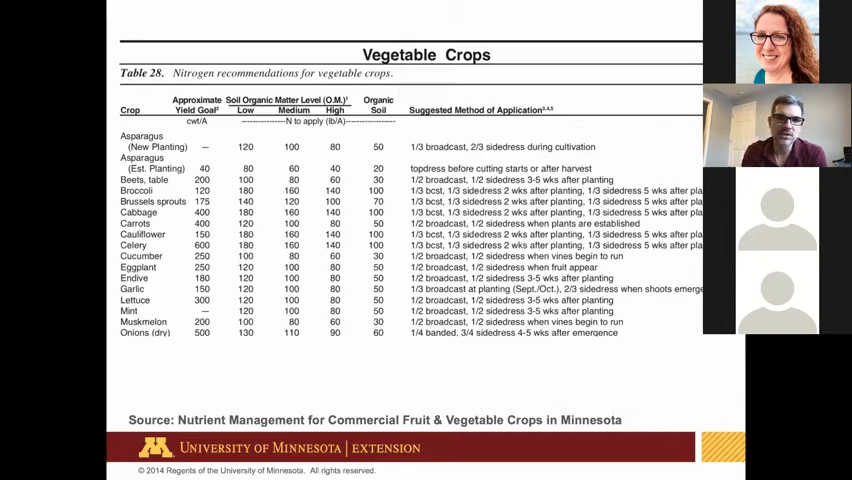 Vegetable Crops
Table 28. Nitrogen recommendations for vegetable crops.
Approximate Soil Organic Matter Level (O.M.)¹ Organic
Crop Yield Goal² Low Medium High Soil Suggested Method of Application³,⁴,⁵
cwt/A ----------------N to apply (lb/A)------------------
Asparagus
(New Planting) — 120 100 80 50 1/3 broadcast, 2/3 sidedress during cultivation
Asparagus
(Est. Planting) 40 80 60 40 20 topdress before cutting starts or after harvest
Beets, table 200 100 80 60 30 1/2 broadcast, 1/2 sidedress 3-5 wks after planting
Broccoli 120 180 160 140 100 1/3 bcst, 1/3 sidedress 2 wks after planting, 1/3 sidedress 5 wks after pla
Brussels sprouts 175 140 120 100 70 1/3 bcst, 1/3 sidedress 2 wks after planting, 1/3 sidedress 5 wks after pla
Cabbage 400 180 160 140 100 1/3 bcst, 1/3 sidedress 2 wks after planting, 1/3 sidedress 5 wks after pla
Carrots 400 120 100 80 50 1/2 broadcast, 1/2 sidedress when plants are established
Cauliflower 150 180 160 140 100 1/3 bcst, 1/3 sidedress 2 wks after planting, 1/3 sidedress 5 wks after pla
Celery 600 180 160 140 100 1/3 bcst, 1/3 sidedress 2 wks after planting, 1/3 sidedress 5 wks after pla
Cucumber 250 100 80 60 30 1/2 broadcast, 1/2 sidedress when vines begin to run
Eggplant 250 120 100 80 50 1/2 broadcast, 1/2 sidedress when fruit appear
Endive 180 120 100 80 50 1/2 broadcast, 1/2 sidedress 3-5 wks after planting
Garlic 150 120 100 80 50 1/3 broadcast at planting (Sept./Oct.), 2/3 sidedress when shoots emerge
Lettuce 300 120 100 80 50 1/2 broadcast, 1/2 sidedress 3-5 wks after planting
Mint — 120 100 80 50 1/2 broadcast, 1/2 sidedress 3-5 wks after planting
Muskmelon 200 100 80 60 30 1/2 broadcast, 1/2 sidedress when vines begin to run
Onions (dry) 500 130 110 90 60 1/4 banded, 3/4 sidedress 4-5 wks after emergence
Source: Nutrient Management for Commercial Fruit & Vegetable Crops in Minnesota
M UNIVERSITY OF MINNESOTA | EXTENSION
© 2014 Regents of the University of Minnesota. All rights reserved.